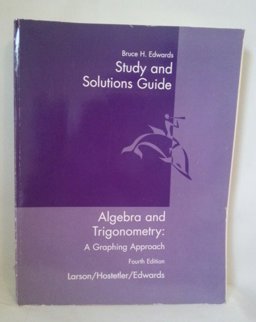 Bruce H. Edwards
Study and
Solutions Guide
Algebra and
Trigonometry:
A Graphing Approach
Fourth Edition
Larson/Hostetler/Edwards